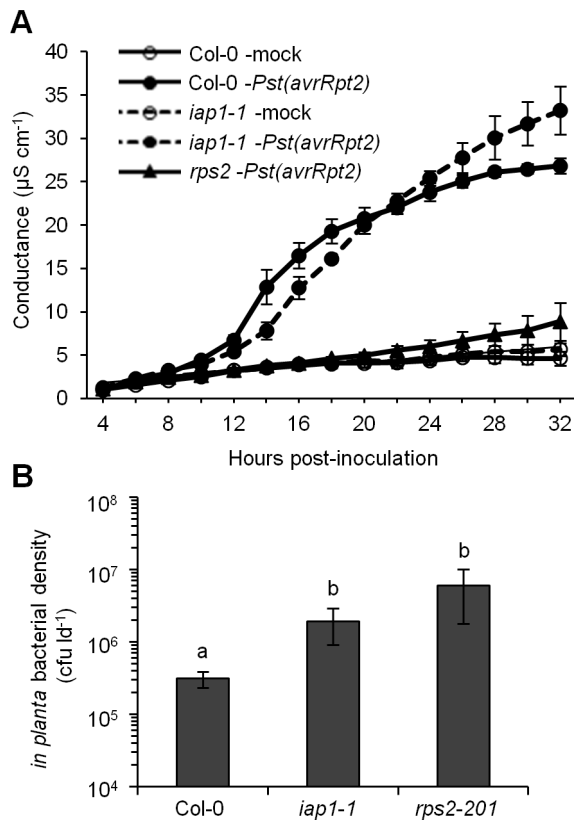 A
Col-0 -mock
Col-0 -Pst(avrRpt2)
iap1-1 -mock
iap1-1 -Pst(avrRpt2)
rps2 -Pst(avrRpt2)
Conductance (µS cm⁻¹)
40
35
30
25
20
15
10
5
0
4 8 12 16 20 24 28 32
Hours post-inoculation
B
in planta bacterial density
(cfu ld⁻¹)
10⁸
10⁷
10⁶
10⁵
10⁴
a
b
b
Col-0 iap1-1 rps2-201